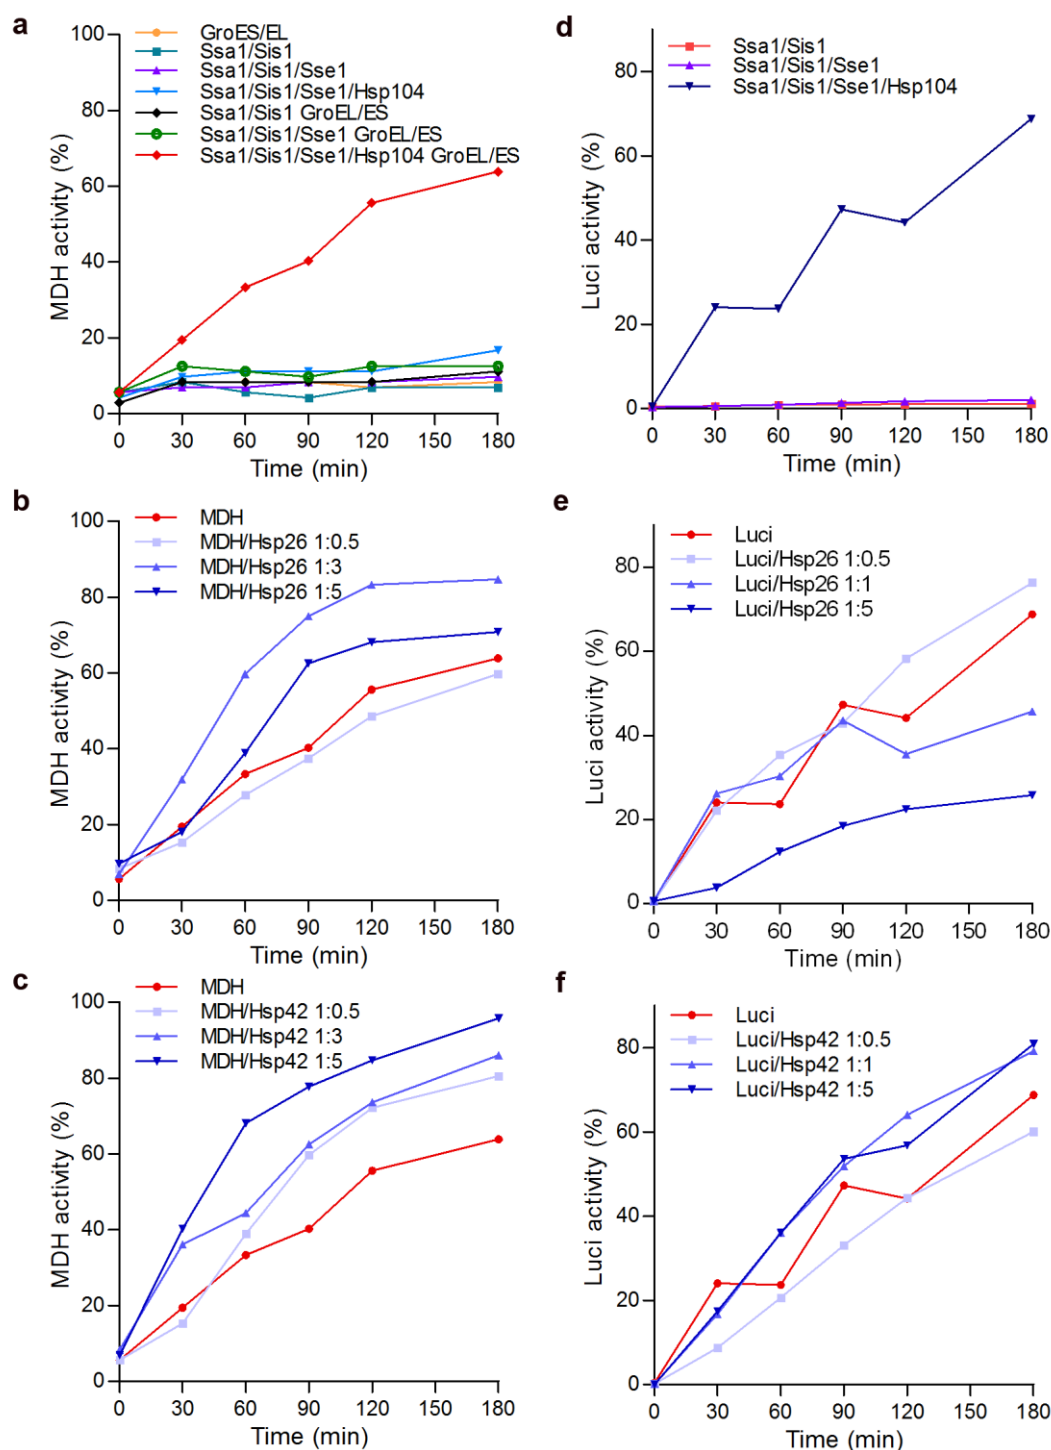 a
GroES/EL
Ssa1/Sis1
Ssa1/Sis1/Sse1
Ssa1/Sis1/Sse1/Hsp104
Ssa1/Sis1 GroEL/ES
Ssa1/Sis1/Sse1 GroEL/ES
Ssa1/Sis1/Sse1/Hsp104 GroEL/ES
MDH activity (%)
100
80
60
40
20
0
0 30 60 90 120 150 180
Time (min)
b
MDH
MDH/Hsp26 1:0.5
MDH/Hsp26 1:3
MDH/Hsp26 1:5
MDH activity (%)
100
80
60
40
20
0
0 30 60 90 120 150 180
Time (min)
c
MDH
MDH/Hsp42 1:0.5
MDH/Hsp42 1:3
MDH/Hsp42 1:5
MDH activity (%)
100
80
60
40
20
0
0 30 60 90 120 150 180
Time (min)
d
Ssa1/Sis1
Ssa1/Sis1/Sse1
Ssa1/Sis1/Sse1/Hsp104
Luci activity (%)
80
60
40
20
0
0 30 60 90 120 150 180
Time (min)
e
Luci
Luci/Hsp26 1:0.5
Luci/Hsp26 1:1
Luci/Hsp26 1:5
Luci activity (%)
80
60
40
20
0
0 30 60 90 120 150 180
Time (min)
f
Luci
Luci/Hsp42 1:0.5
Luci/Hsp42 1:1
Luci/Hsp42 1:5
Luci activity (%)
80
60
40
20
0
0 30 60 90 120 150 180
Time (min)